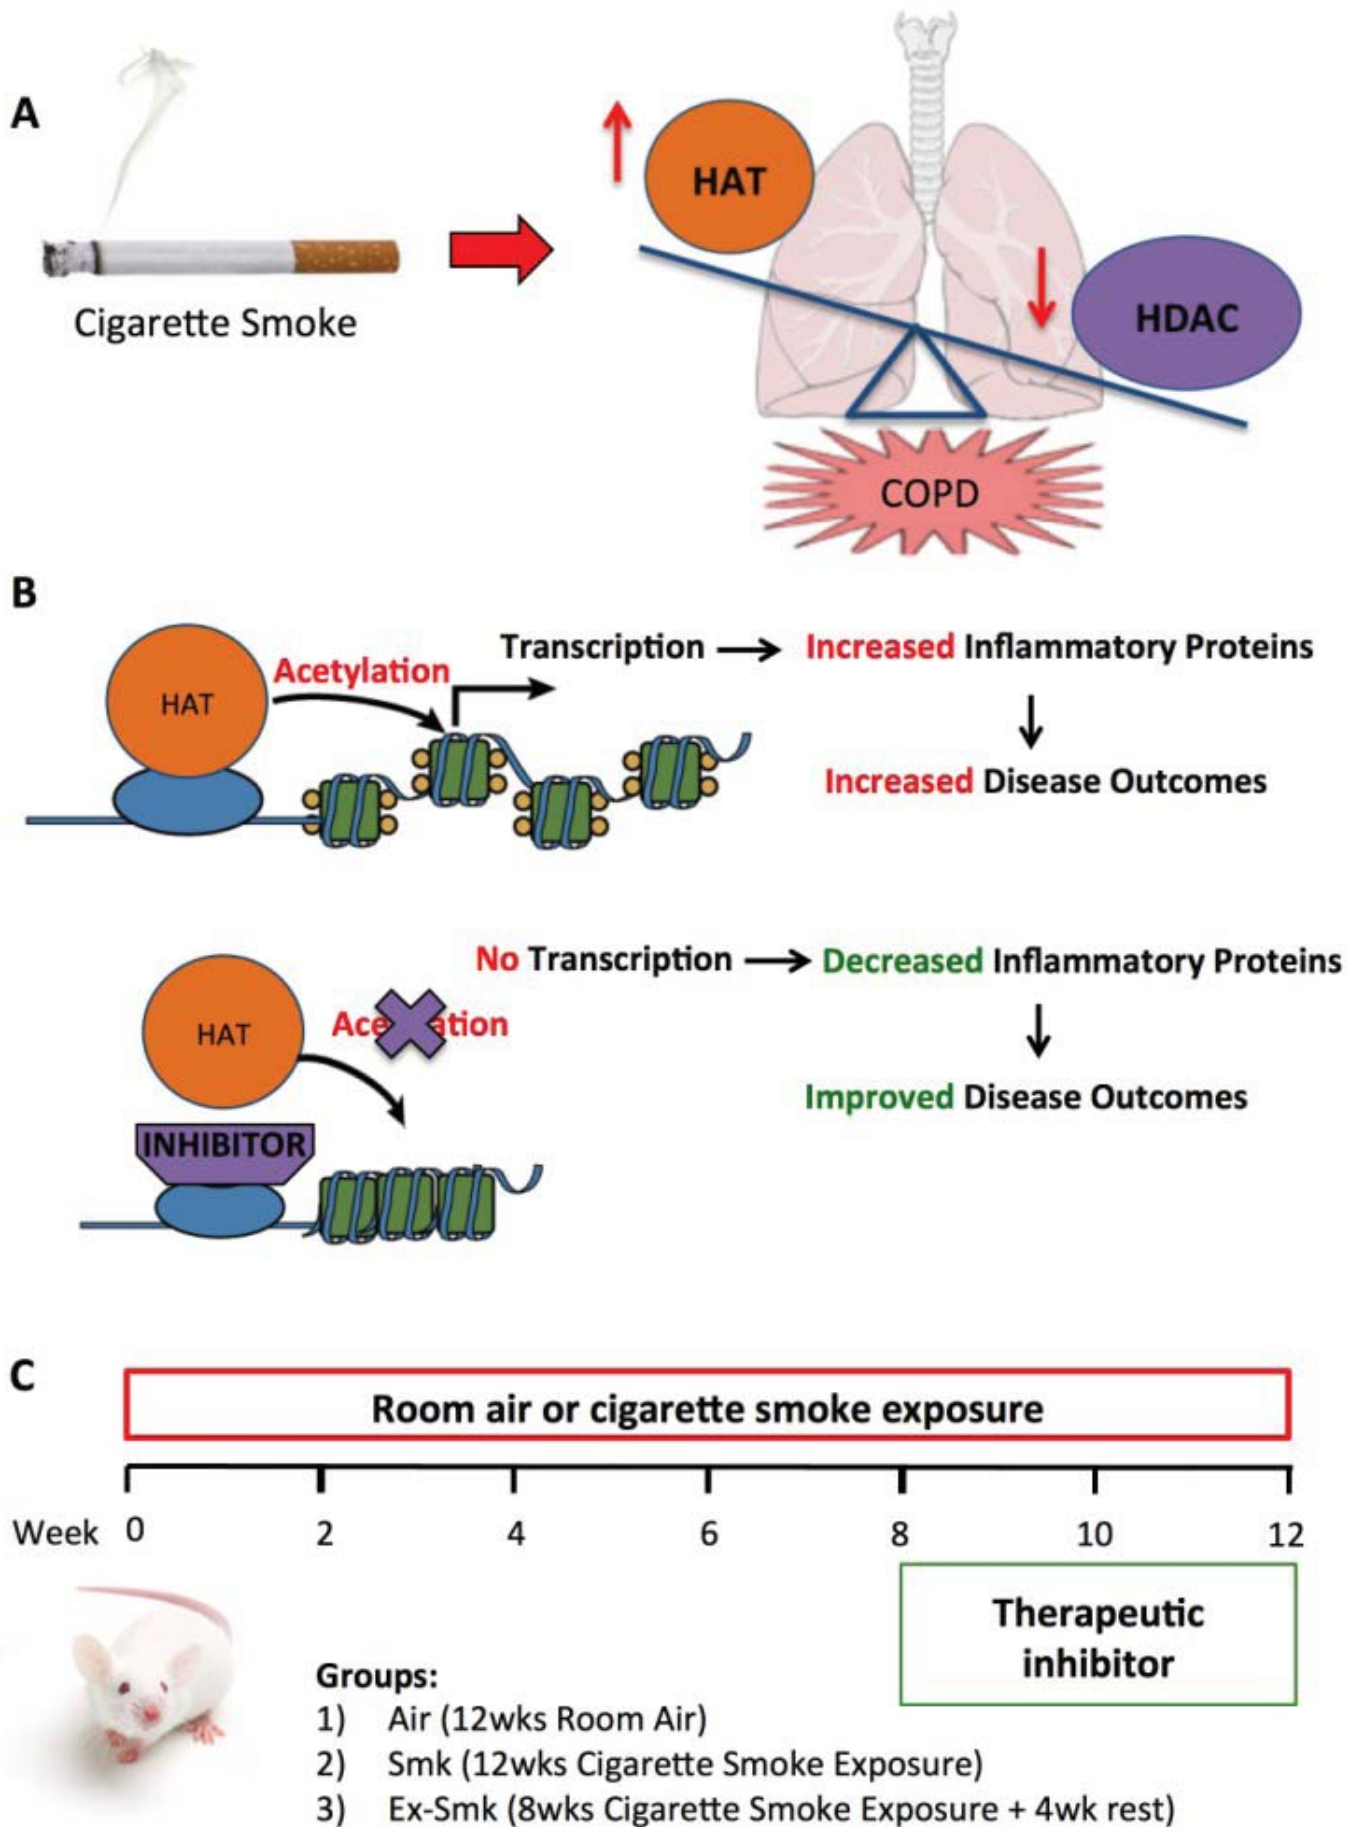 A
HAT
HDAC
Cigarette Smoke
COPD
B
Transcription
Increased Inflammatory Proteins
Acetylation
HAT
Increased Disease Outcomes
No Transcription
Decreased Inflammatory Proteins
HAT
INHIBITOR
Improved Disease Outcomes
C
Room air or cigarette smoke exposure
Week 0 2 4 6 8 10 12
Therapeutic
inhibitor
Groups:
1) Air (12wks Room Air)
2) Smk (12wks Cigarette Smoke Exposure)
3) Ex-Smk (8wks Cigarette Smoke Exposure + 4wk rest)